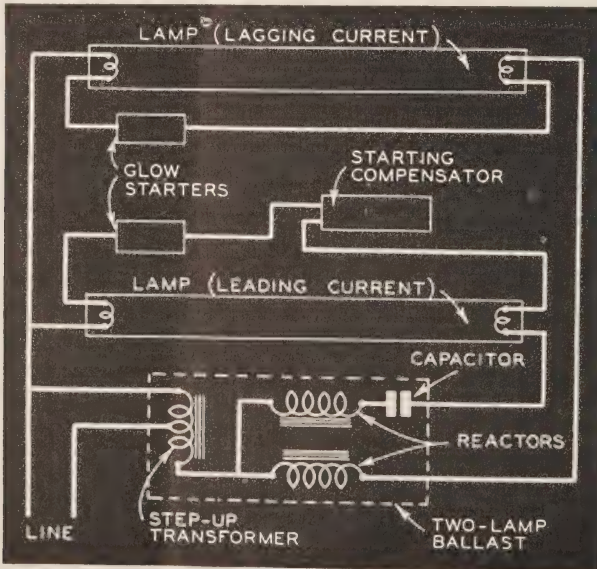 LAMP (LAGGING CURRENT)
GLOW
STARTERS
STARTING
COMPENSATOR
LAMP (LEADING CURRENT)
CAPACITOR
REACTORS
LINE
STEP-UP
TRANSFORMER
TWO-LAMP
BALLAST